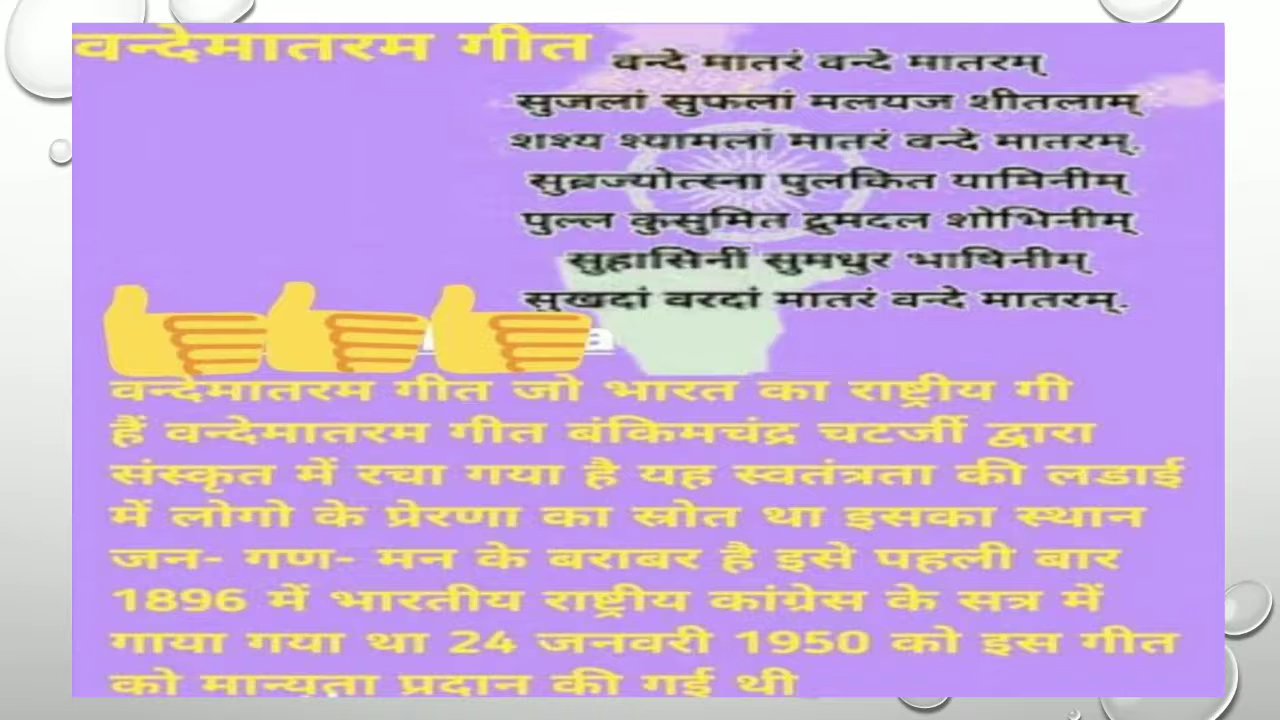 वन्देमातरम गीत
वन्दे मातरं वन्दे मातरम्
सुजलां सुफलां मलयज शीतलाम्
शश्य श्यामलां मातरं वन्दे मातरम्.
सुब्रज्योत्स्ना पुलकित यामिनीम्
पुल्ल कुसुमित द्रुमदल शोभिनीम्
सुहासिनीं सुमधुर भाषिनीम्
सुखदां वरदां मातरं वन्दे मातरम्.
वन्देमातरम गीत जो भारत का राष्ट्रीय गी
हैं वन्देमातरम गीत बंकिमचंद्र चटर्जी द्वारा
संस्कृत में रचा गया है यह स्वतंत्रता की लडाई
में लोगो के प्रेरणा का स्रोत था इसका स्थान
जन- गण- मन के बराबर है इसे पहली बार
1896 में भारतीय राष्ट्रीय कांग्रेस के सत्र में
गाया गया था 24 जनवरी 1950 को इस गीत
को मान्यता प्रदान की गई थी